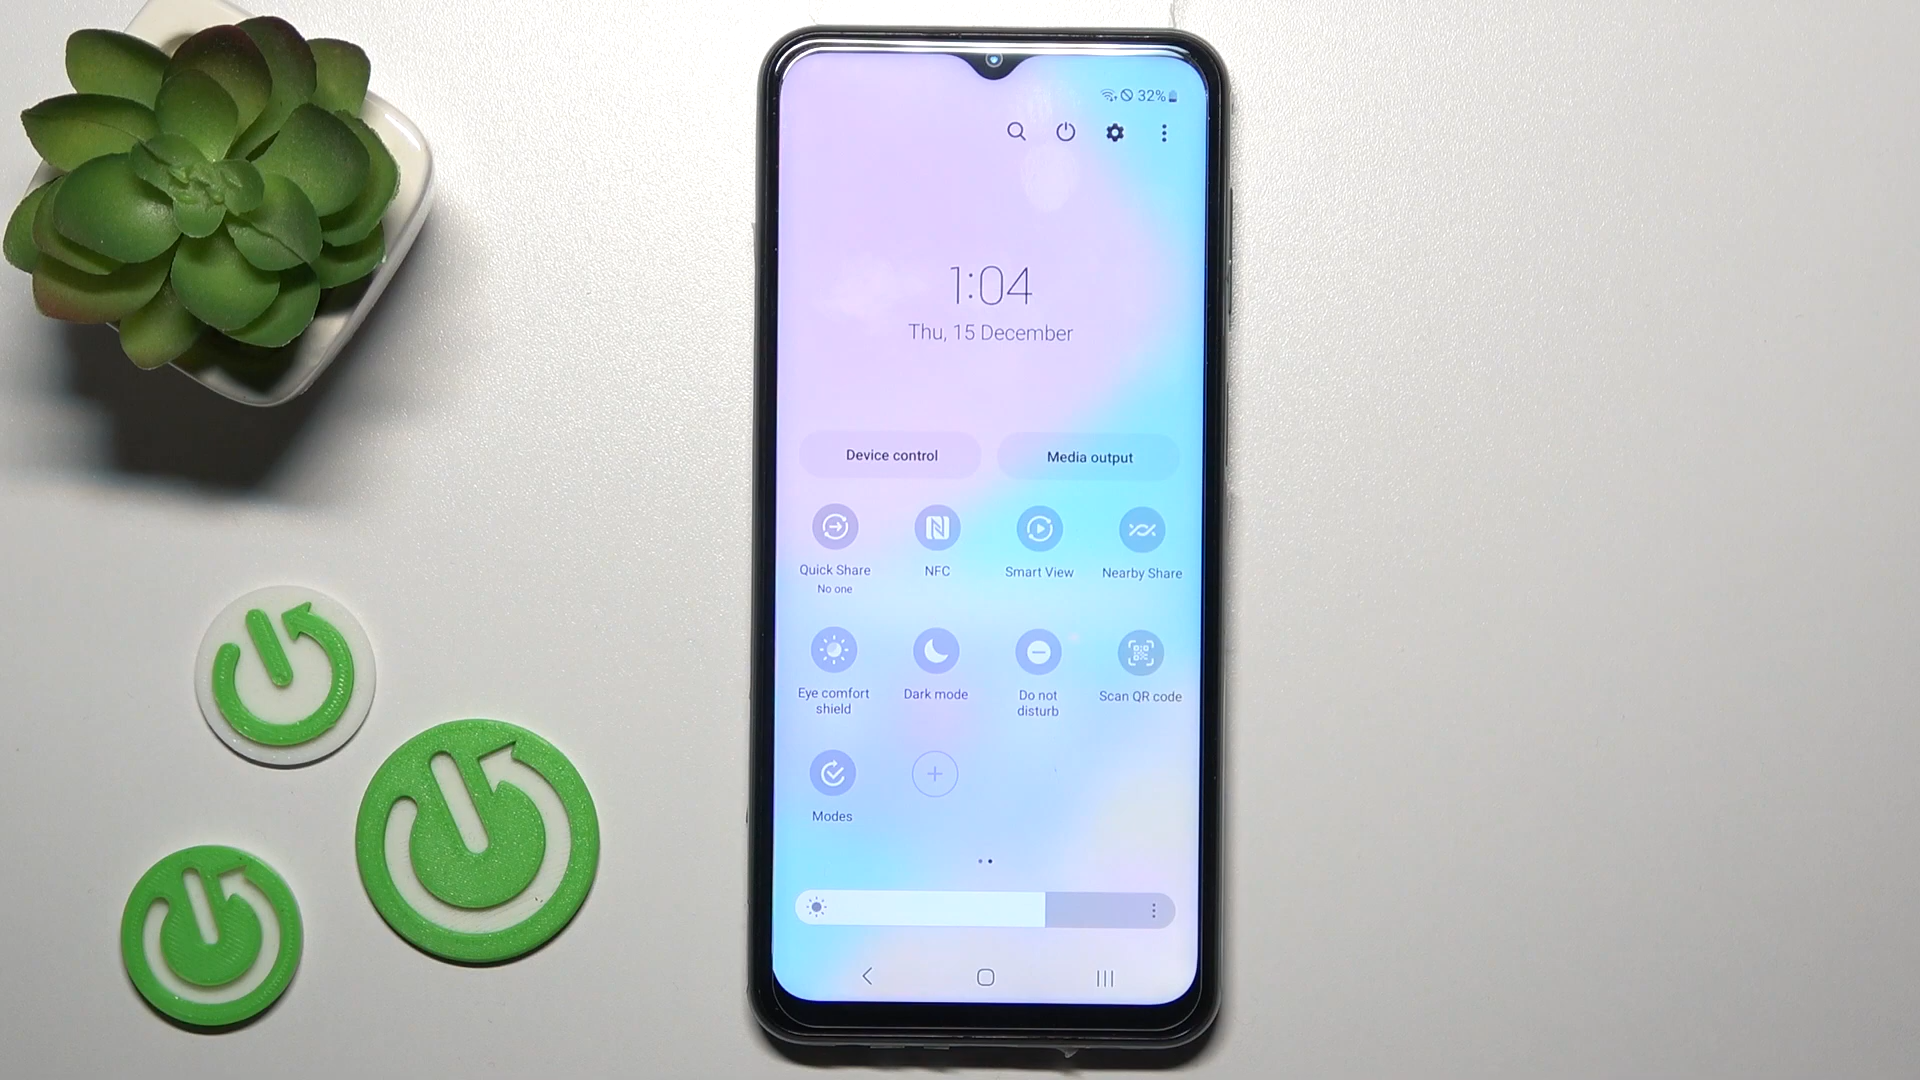 32%
1:04
Thu, 15 December
Device control
Media output
Quick Share
No one
NFC
Smart View
Nearby Share
Eye comfort
shield
Dark mode
Do not
disturb
Scan QR code
Modes